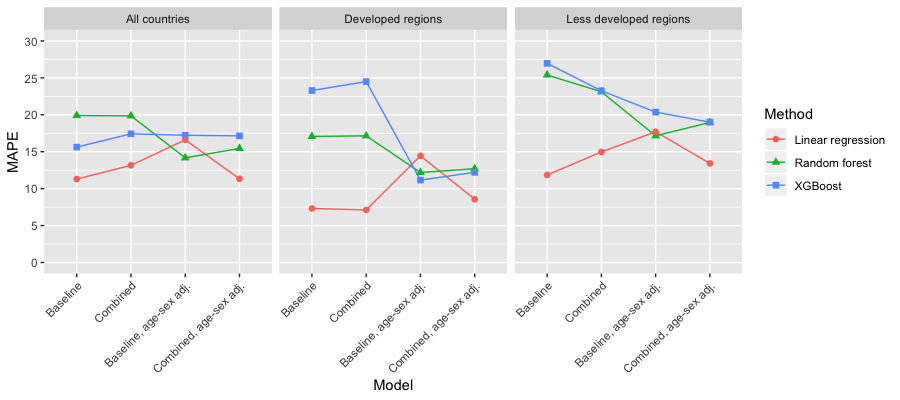 All countries
Developed regions
Less developed regions
MAPE
30
25
20
15
10
5
0
Baseline
Combined
Baseline, age-sex adj.
Combined, age-sex adj.
Baseline
Combined
Baseline, age-sex adj.
Combined, age-sex adj.
Baseline
Combined
Baseline, age-sex adj.
Combined, age-sex adj.
Model
Method
Linear regression
Random forest
XGBoost